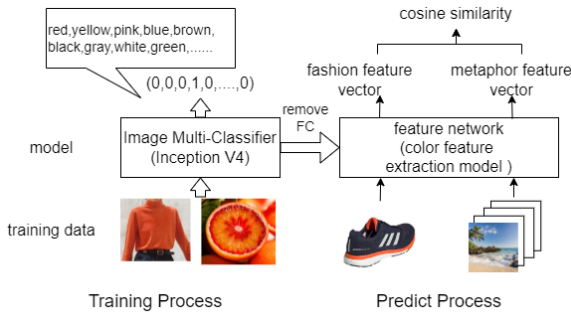 cosine similarity
red,yellow,pink,blue,brown,
black,gray,white,green,......
(0,0,0,1,0,....,0)
fashion feature
vector
metaphor feature
vector
remove
FC
model
Image Multi-Classifier
(Inception V4)
feature network
(color feature
extraction model )
training data
Training Process
Predict Process